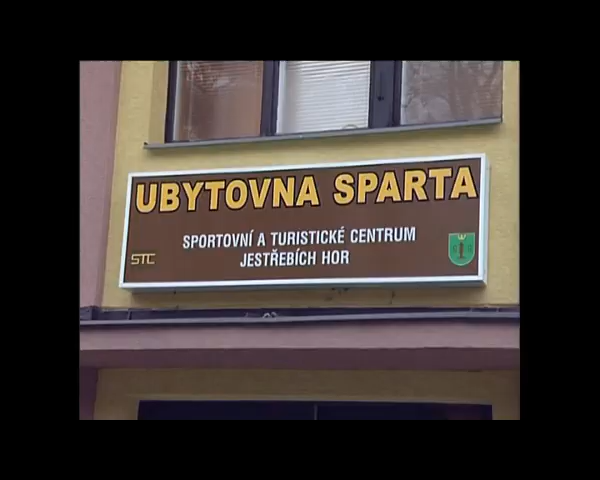 UBYTOVNA SPARTA
SPORTOVNÍ A TURISTICKÉ CENTRUM
JESTŘEBÍCH HOR
STC